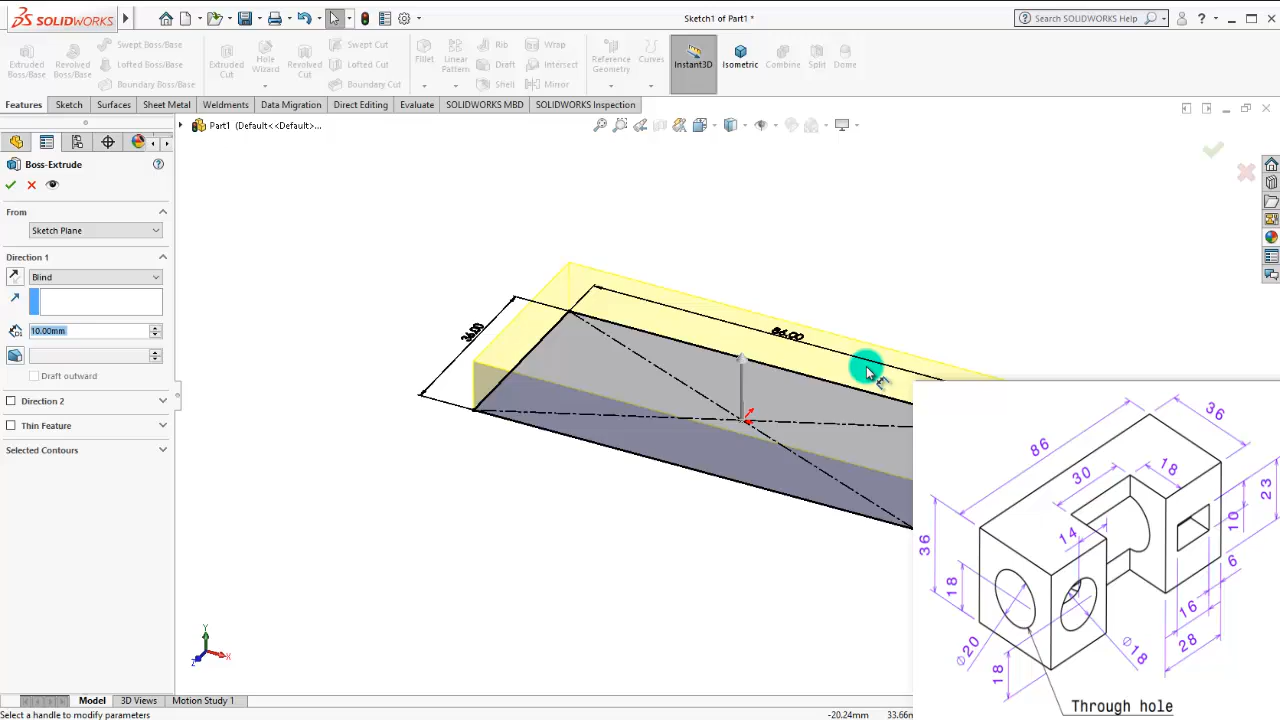 SOLIDWORKS
Sketch1 of Part1 *
Search SOLIDWORKS Help
Extruded Boss/Base
Revolved Boss/Base
Swept Boss/Base
Lofted Boss/Base
Boundary Boss/Base
Extruded Cut
Hole Wizard
Revolved Cut
Swept Cut
Lofted Cut
Boundary Cut
Fillet
Linear Pattern
Rib
Draft
Shell
Wrap
Intersect
Mirror
Reference Geometry
Curves
Instant3D
Isometric
Combine
Split
Dome
Features
Sketch
Surfaces
Sheet Metal
Weldments
Data Migration
Direct Editing
Evaluate
SOLIDWORKS MBD
SOLIDWORKS Inspection
Part1 (Default<<Default>...
Boss-Extrude
From
Sketch Plane
Direction 1
Blind
10.00mm
Draft outward
Direction 2
Thin Feature
Selected Contours
36.00
86.00
Y
X
Z
36
86
18
30
23
14
10
36
18
6
16
28
Ø20
Ø18
18
Through hole
Model
3D Views
Motion Study 1
Select a handle to modify parameters
-20.24mm
33.66m